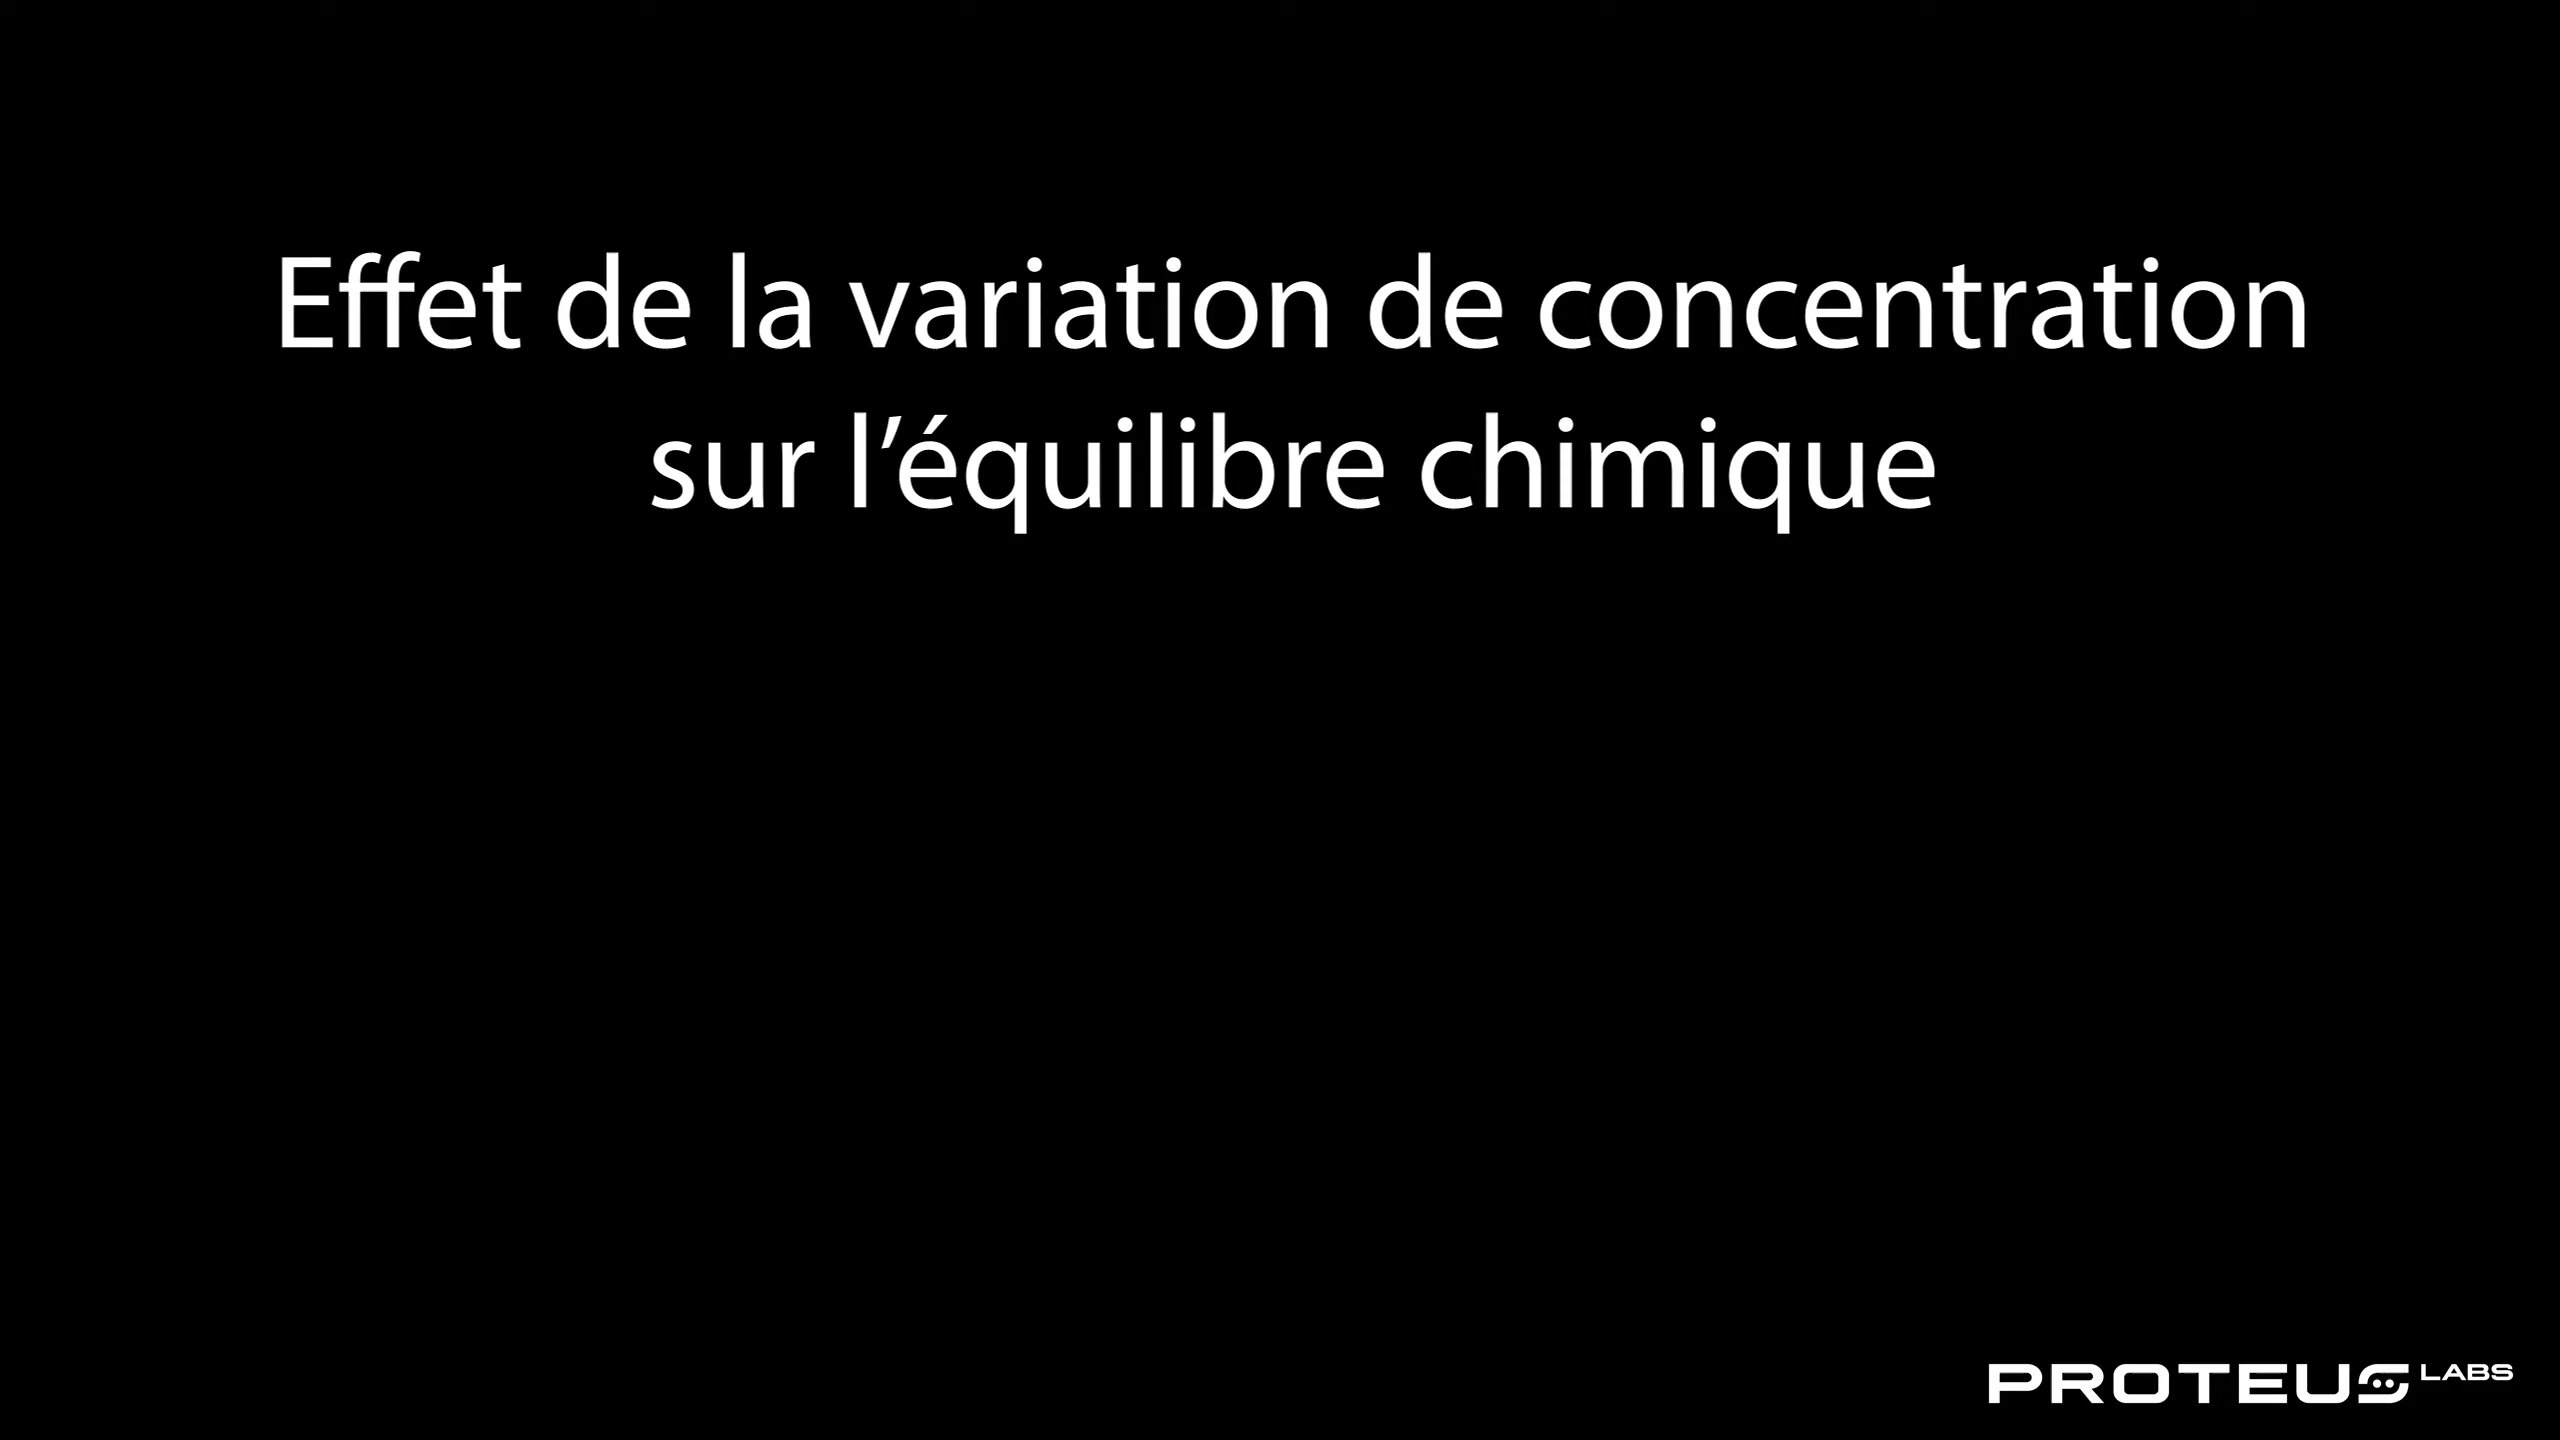 Effet de la variation de concentration
sur l’équilibre chimique
PROTEUS LABS